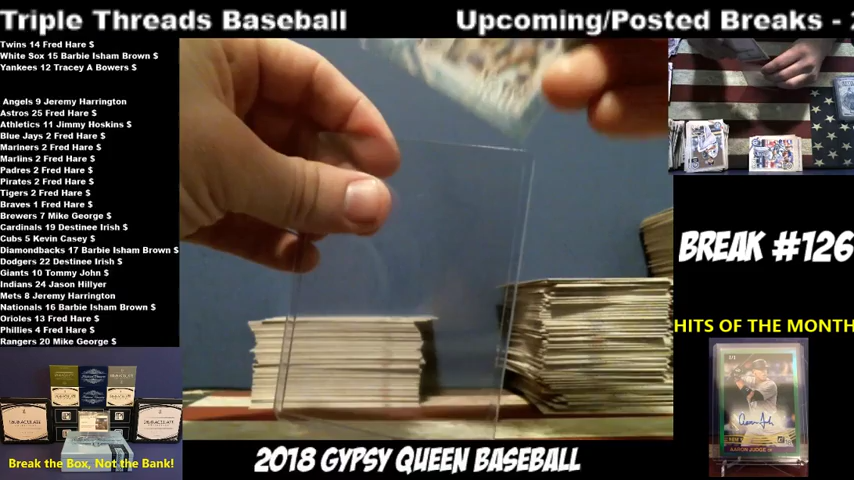 Triple Threads Baseball
Upcoming/Posted Breaks -
Twins 14 Fred Hare $
White Sox 15 Barbie Isham Brown $
Yankees 12 Tracey A Bowers $
Angels 9 Jeremy Harrington
Astros 25 Fred Hare $
Athletics 11 Jimmy Hoskins $
Blue Jays 2 Fred Hare $
Mariners 2 Fred Hare $
Marlins 2 Fred Hare $
Padres 2 Fred Hare $
Pirates 2 Fred Hare $
Tigers 2 Fred Hare $
Braves 1 Fred Hare $
Brewers 7 Mike George $
Cardinals 19 Destinee Irish $
Cubs 5 Kevin Casey $
Diamondbacks 17 Barbie Isham Brown $
Dodgers 22 Destinee Irish $
Giants 10 Tommy John $
Indians 24 Jason Hillyer
Mets 8 Jeremy Harrington
Nationals 16 Barbie Isham Brown $
Orioles 13 Fred Hare $
Phillies 4 Fred Hare $
Rangers 20 Mike George $
BREAK #126
HITS OF THE MONTH
AARON JUDGE
Break the Box, Not the Bank!
2018 GYPSY QUEEN BASEBALL